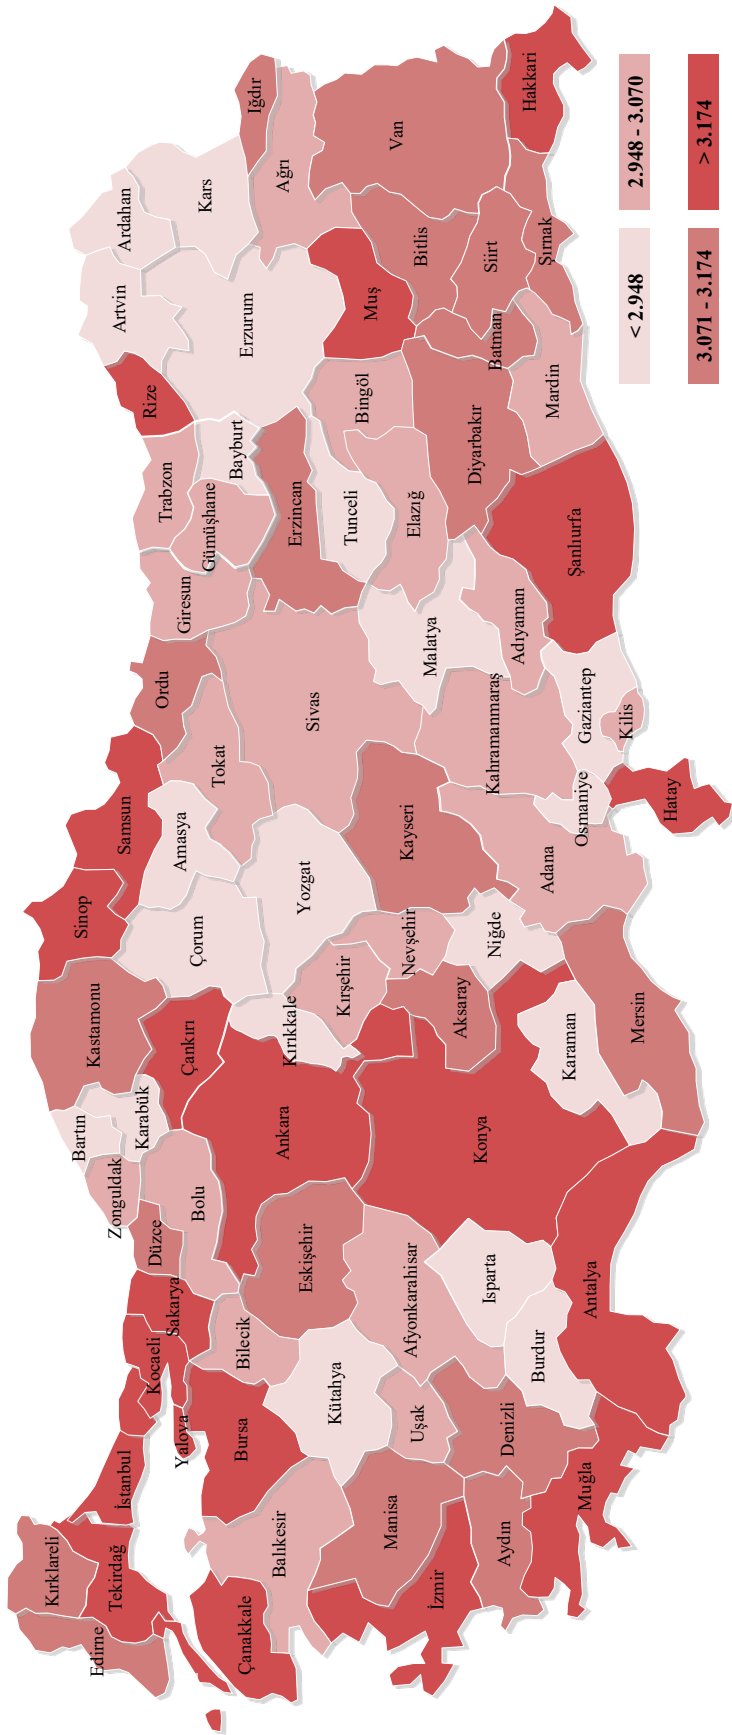 Kırklareli
Edirne
Tekirdağ
İstanbul
Kocaeli
Yalova
Sakarya
Düzce
Zonguldak
Bartın
Karabük
Kastamonu
Sinop
Samsun
Ordu
Giresun
Trabzon
Rize
Artvin
Ardahan
Çanakkale
Balıkesir
Bursa
Bilecik
Bolu
Çankırı
Çorum
Amasya
Tokat
Gümüşhane
Bayburt
Erzurum
Kars
Iğdır
Ağrı
Kütahya
Eskişehir
Ankara
Kırıkkale
Kırşehir
Yozgat
Sivas
Erzincan
Tunceli
Bingöl
Muş
Bitlis
Van
Manisa
İzmir
Uşak
Afyonkarahisar
Konya
Aksaray
Nevşehir
Kayseri
Malatya
Elazığ
Diyarbakır
Batman
Siirt
Şırnak
Hakkari
Aydın
Denizli
Isparta
Burdur
Niğde
Kahramanmaraş
Adıyaman
Şanlıurfa
Mardin
Muğla
Antalya
Karaman
Mersin
Adana
Osmaniye
Gaziantep
Kilis
Hatay
< 2.948
2.948 - 3.070
3.071 - 3.174
> 3.174